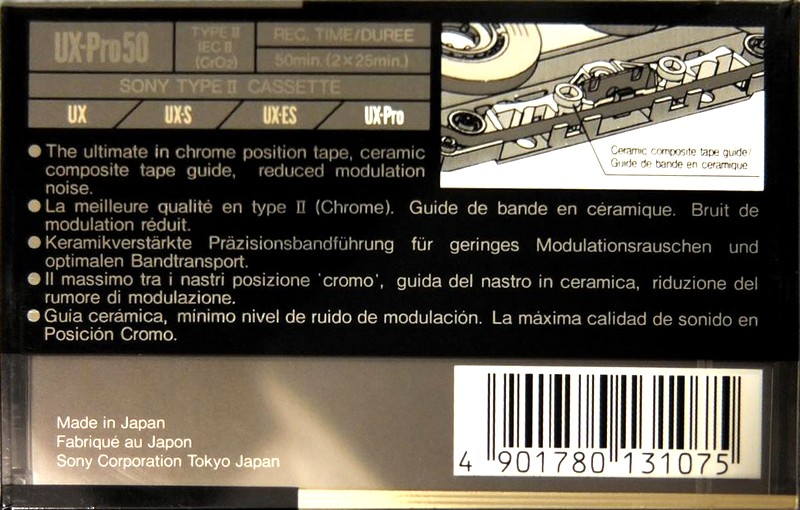 UX-Pro50
TYPE II
IEC II
(CrO2)
REC. TIME/DURÉE
50min. (2×25min.)
SONY TYPE II CASSETTE
UX
UX-S
UX-ES
UX-Pro
Ceramic composite tape guide/
Guide de bande en céramique
● The ultimate in chrome position tape, ceramic
composite tape guide, reduced modulation
noise.
● La meilleure qualité en type II (Chrome). Guide de bande en céramique. Bruit de
modulation réduit.
● Keramikverstärkte Präzisionsbandführung für geringes Modulationsrauschen und
optimalen Bandtransport.
● Il massimo tra i nastri posizione 'cromo', guida del nastro in ceramica, riduzione del
rumore di modulazione.
● Guía cerámica, mínimo nivel de ruido de modulación. La máxima calidad de sonido en
Posición Cromo.
Made in Japan
Fabriqué au Japon
Sony Corporation Tokyo Japan
4 901780 131075